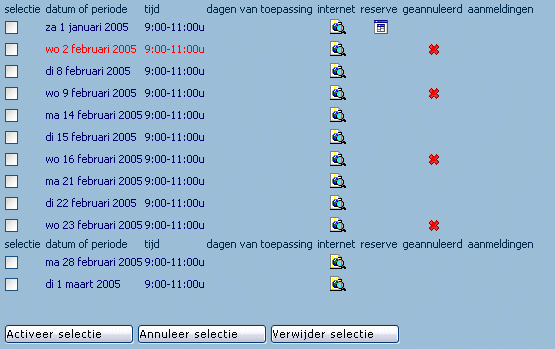 selectie datum of periode tijd dagen van toepassing internet reserve geannuleerd aanmeldingen
za 1 januari 2005 9:00-11:00u
wo 2 februari 2005 9:00-11:00u
di 8 februari 2005 9:00-11:00u
wo 9 februari 2005 9:00-11:00u
ma 14 februari 2005 9:00-11:00u
di 15 februari 2005 9:00-11:00u
wo 16 februari 2005 9:00-11:00u
ma 21 februari 2005 9:00-11:00u
di 22 februari 2005 9:00-11:00u
wo 23 februari 2005 9:00-11:00u
selectie datum of periode tijd dagen van toepassing internet reserve geannuleerd aanmeldingen
ma 28 februari 2005 9:00-11:00u
di 1 maart 2005 9:00-11:00u
Activeer selectie Annuleer selectie Verwijder selectie